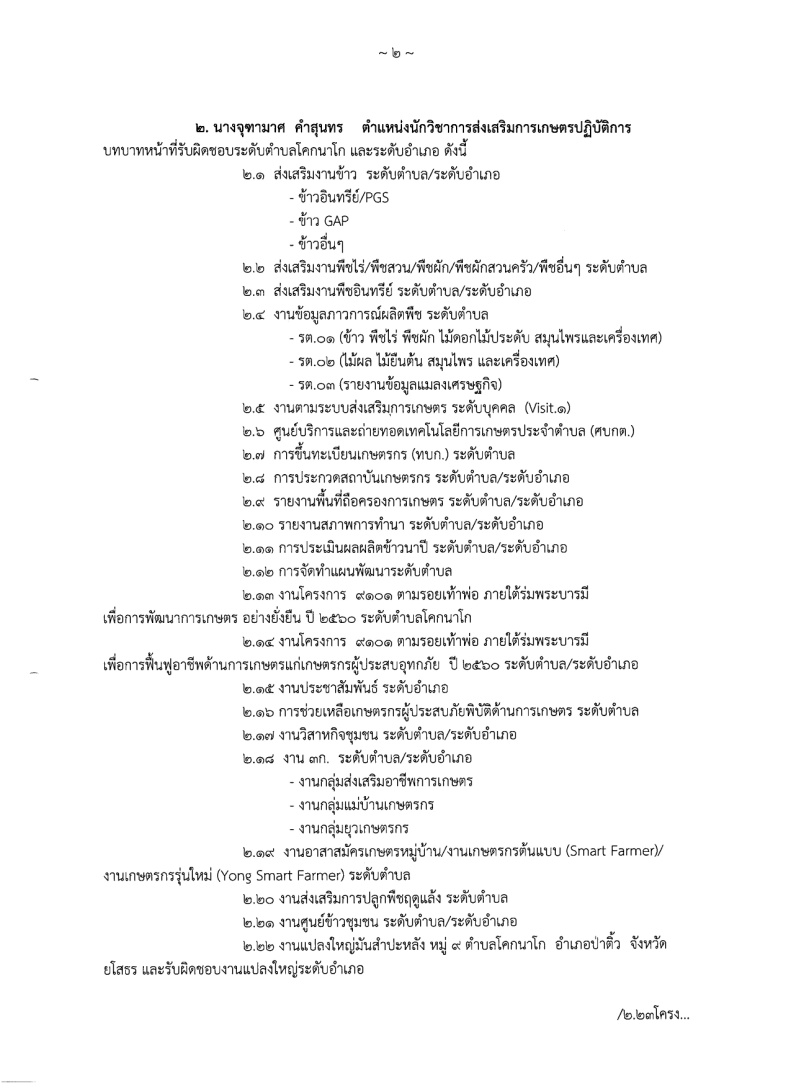 ~ ๒ ~
๒. นางจุฑามาศ คำสุนทร ตำแหน่งนักวิชาการส่งเสริมการเกษตรปฏิบัติการ
บทบาทหน้าที่รับผิดชอบระดับตำบลโคกนาโก และระดับอำเภอ ดังนี้
๒.๑ ส่งเสริมงานข้าว ระดับตำบล/ระดับอำเภอ
- ข้าวอินทรีย์/PGS
- ข้าว GAP
- ข้าวอื่นๆ
๒.๒ ส่งเสริมงานพืชไร่/พืชสวน/พืชผัก/พืชผักสวนครัว/พืชอื่นๆ ระดับตำบล
๒.๓ ส่งเสริมงานพืชอินทรีย์ ระดับตำบล/ระดับอำเภอ
๒.๔ งานข้อมูลภาวการณ์ผลิตพืช ระดับตำบล
- รต.๐๑ (ข้าว พืชไร่ พืชผัก ไม้ดอกไม้ประดับ สมุนไพรและเครื่องเทศ)
- รต.๐๒ (ไม้ผล ไม้ยืนต้น สมุนไพร และเครื่องเทศ)
- รต.๐๓ (รายงานข้อมูลแมลงเศรษฐกิจ)
๒.๕ งานตามระบบส่งเสริมการเกษตร ระดับบุคคล (Visit.๑)
๒.๖ ศูนย์บริการและถ่ายทอดเทคโนโลยีการเกษตรประจำตำบล (ศบกต.)
๒.๗ การขึ้นทะเบียนเกษตรกร (ทบก.) ระดับตำบล
๒.๘ การประกวดสถาบันเกษตรกร ระดับตำบล/ระดับอำเภอ
๒.๙ รายงานพื้นที่ถือครองการเกษตร ระดับตำบล/ระดับอำเภอ
๒.๑๐ รายงานสภาพการทำนา ระดับตำบล/ระดับอำเภอ
๒.๑๑ การประเมินผลผลิตข้าวนาปี ระดับตำบล/ระดับอำเภอ
๒.๑๒ การจัดทำแผนพัฒนาระดับตำบล
๒.๑๓ งานโครงการ ๙๑๐๑ ตามรอยเท้าพ่อ ภายใต้ร่มพระบารมี
เพื่อการพัฒนาการเกษตร อย่างยั่งยืน ปี ๒๕๖๐ ระดับตำบลโคกนาโก
๒.๑๔ งานโครงการ ๙๑๐๑ ตามรอยเท้าพ่อ ภายใต้ร่มพระบารมี
เพื่อการฟื้นฟูอาชีพด้านการเกษตรแก่เกษตรกรผู้ประสบอุทกภัย ปี ๒๕๖๐ ระดับตำบล/ระดับอำเภอ
๒.๑๕ งานประชาสัมพันธ์ ระดับอำเภอ
๒.๑๖ การช่วยเหลือเกษตรกรผู้ประสบภัยพิบัติด้านการเกษตร ระดับตำบล
๒.๑๗ งานวิสาหกิจชุมชน ระดับตำบล/ระดับอำเภอ
๒.๑๘ งาน ๓ก. ระดับตำบล/ระดับอำเภอ
- งานกลุ่มส่งเสริมอาชีพการเกษตร
- งานกลุ่มแม่บ้านเกษตรกร
- งานกลุ่มยุวเกษตรกร
๒.๑๙ งานอาสาสมัครเกษตรหมู่บ้าน/งานเกษตรกรต้นแบบ (Smart Farmer)/
งานเกษตรกรรุ่นใหม่ (Yong Smart Farmer) ระดับตำบล
๒.๒๐ งานส่งเสริมการปลูกพืชฤดูแล้ง ระดับตำบล
๒.๒๑ งานศูนย์ข้าวชุมชน ระดับตำบล/ระดับอำเภอ
๒.๒๒ งานแปลงใหญ่มันสำปะหลัง หมู่ ๙ ตำบลโคกนาโก อำเภอป่าติ้ว จังหวัด
ยโสธร และรับผิดชอบงานแปลงใหญ่ระดับอำเภอ
/๒.๒๓โครง...